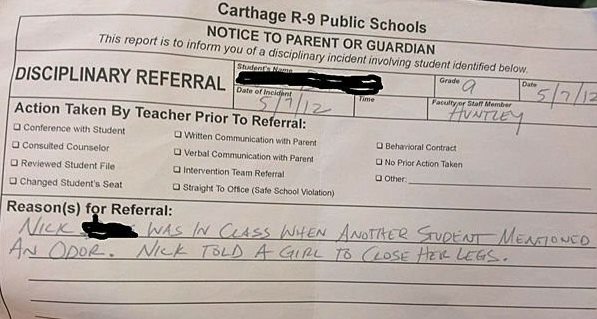 Carthage R-9 Public Schools
NOTICE TO PARENT OR GUARDIAN
This report is to inform you of a disciplinary incident involving student identified below.
DISCIPLINARY REFERRAL
Student's Name
Grade
9
Date
5/7/12
Date of Incident
5/7/12
Time
Faculty or Staff Member
HUNTLEY
Action Taken By Teacher Prior To Referral:
❑ Conference with Student
❑ Consulted Counselor
❑ Reviewed Student File
❑ Changed Student's Seat
❑ Written Communication with Parent
❑ Verbal Communication with Parent
❑ Intervention Team Referral
❑ Straight To Office (Safe School Violation)
❑ Behavioral Contract
❑ No Prior Action Taken
❑ Other:
Reason(s) for Referral:
NICK WAS IN CLASS WHEN ANOTHER STUDENT MENTIONED
AN ODOR. NICK TOLD A GIRL TO CLOSE HER LEGS.